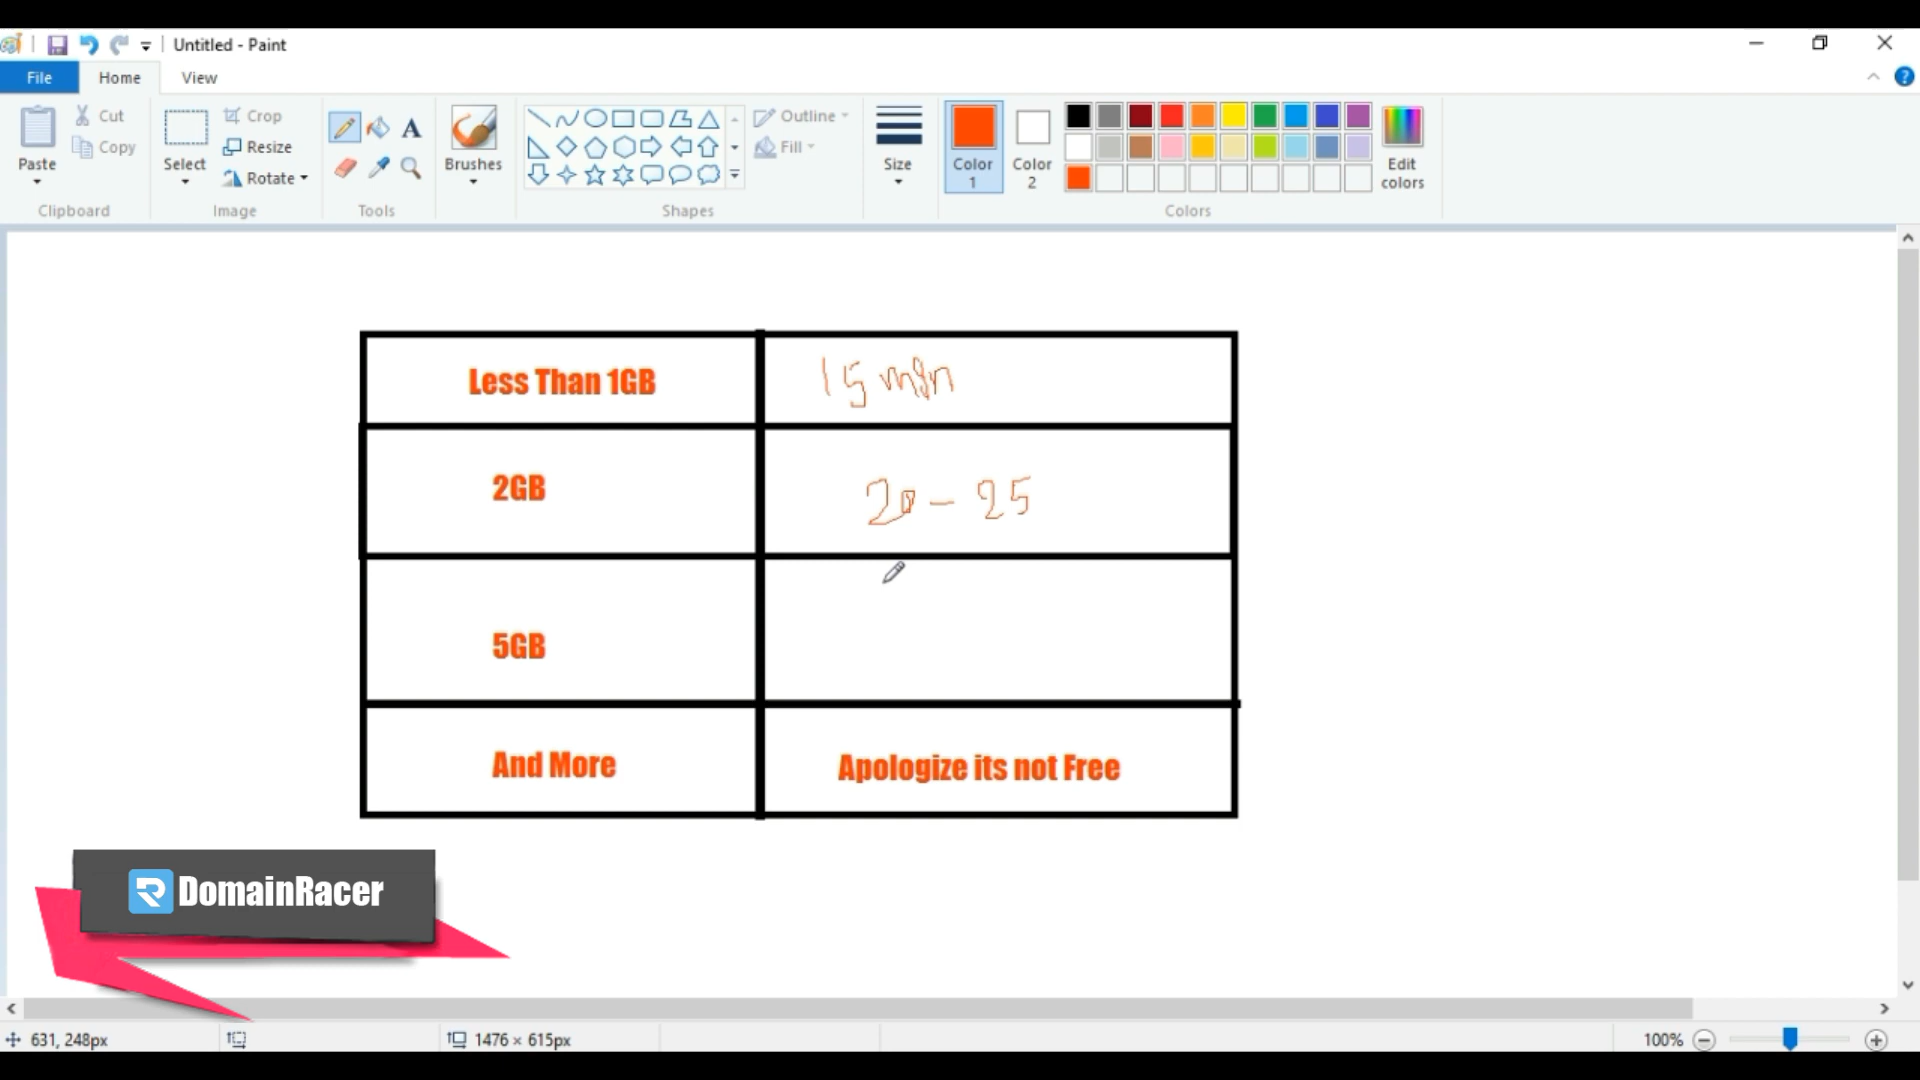 Untitled - Paint
File Home View
Paste Cut Copy Select Crop Resize Rotate A Brushes Outline Fill Size Color 1 Color 2 Edit colors
Clipboard Image Tools Shapes Colors
Less Than 1GB 15 min
2GB 20 - 25
5GB
And More Apologize its not Free
DomainRacer
631, 248px 1476 × 615px 100%